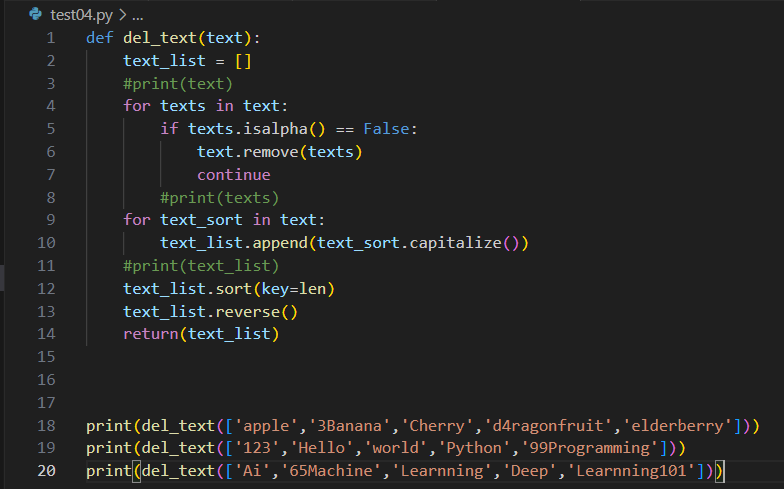 test04.py > ...
1 def del_text(text):
2     text_list = []
3     #print(text)
4     for texts in text:
5         if texts.isalpha() == False:
6             text.remove(texts)
7             continue
8         #print(texts)
9     for text_sort in text:
10         text_list.append(text_sort.capitalize())
11     #print(text_list)
12     text_list.sort(key=len)
13     text_list.reverse()
14     return(text_list)
15
16
17
18 print(del_text(['apple','3Banana','Cherry','d4ragonfruit','elderberry']))
19 print(del_text(['123','Hello','world','Python','99Programming']))
20 print(del_text(['Ai','65Machine','Learnning','Deep','Learnning101']))